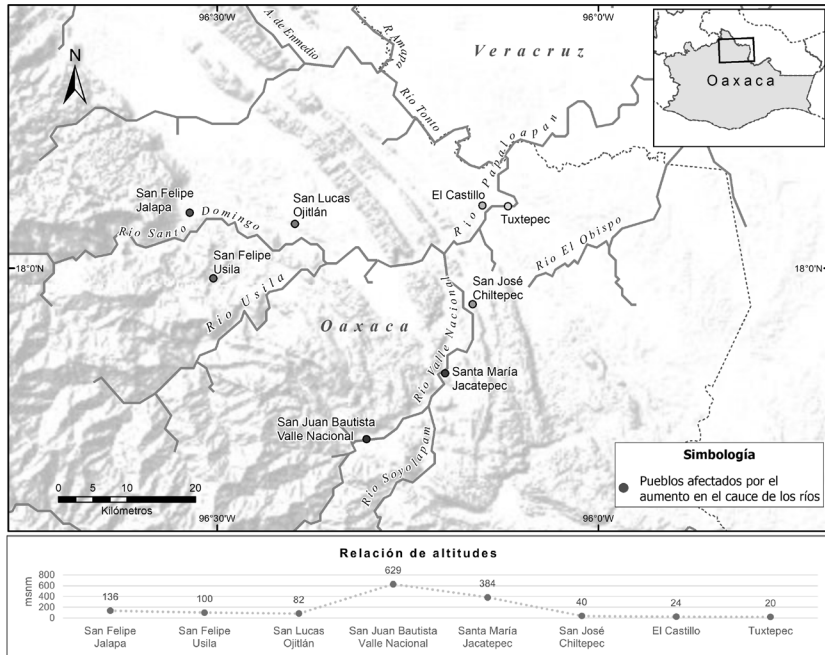 96°30'W
96°0'W
N
A. de Enmedio
R. Amapa
Veracruz
Oaxaca
Río Tonto
Río Papaloapan
San Felipe
Jalapa
San Lucas
Ojitlán
El Castillo
Tuxtepec
Río Santo Domingo
Río El Obispo
18°0'N
18°0'N
San Felipe
Usila
San José
Chiltepec
Río Usila
Oaxaca
Río Valle Nacional
Santa María
Jacatepec
San Juan Bautista
Valle Nacional
Río Soyolapam
Simbología
Pueblos afectados por el
aumento en el cauce de los ríos
0 5 10 20
Kilómetros
96°30'W
96°0'W
Relación de altitudes
msnm
800
600
400
200
0
136
100
82
629
384
40
24
20
San Felipe
Jalapa
San Felipe
Usila
San Lucas
Ojitlán
San Juan Bautista
Valle Nacional
Santa María
Jacatepec
San José
Chiltepec
El Castillo
Tuxtepec